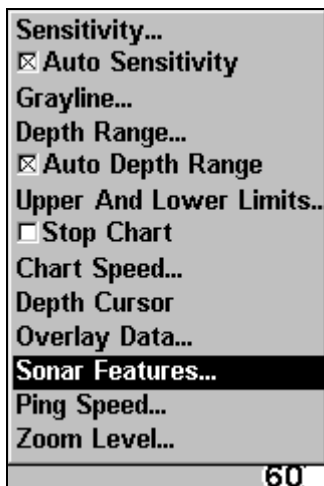 Sensitivity...
Auto Sensitivity
Grayline...
Depth Range...
Auto Depth Range
Upper And Lower Limits..
Stop Chart
Chart Speed...
Depth Cursor
Overlay Data...
Sonar Features...
Ping Speed...
Zoom Level...
60'